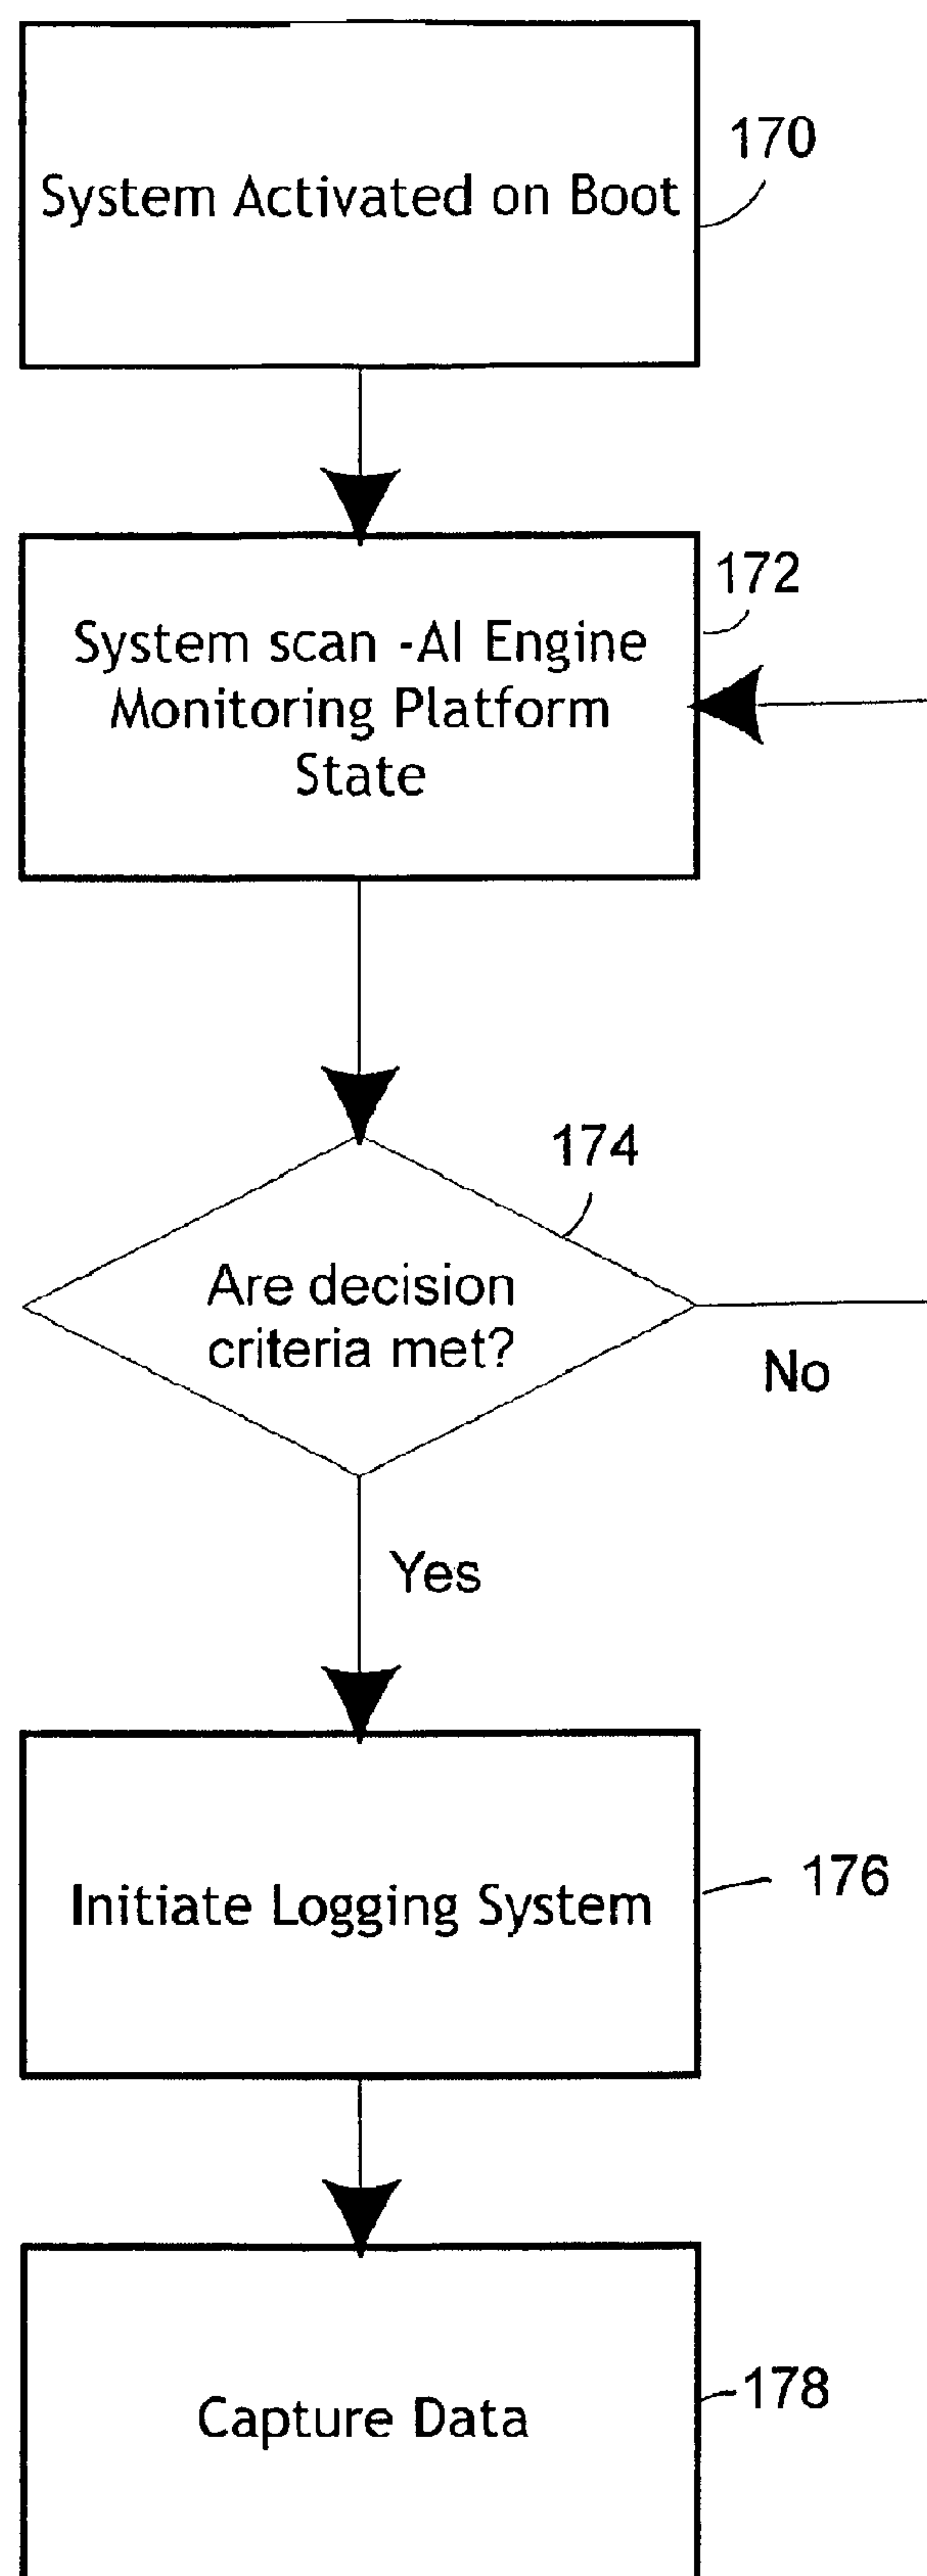 170
System Activated on Boot
172
System scan -AI Engine
Monitoring Platform
State
174
Are decision
criteria met?
No
Yes
176
Initiate Logging System
178
Capture Data